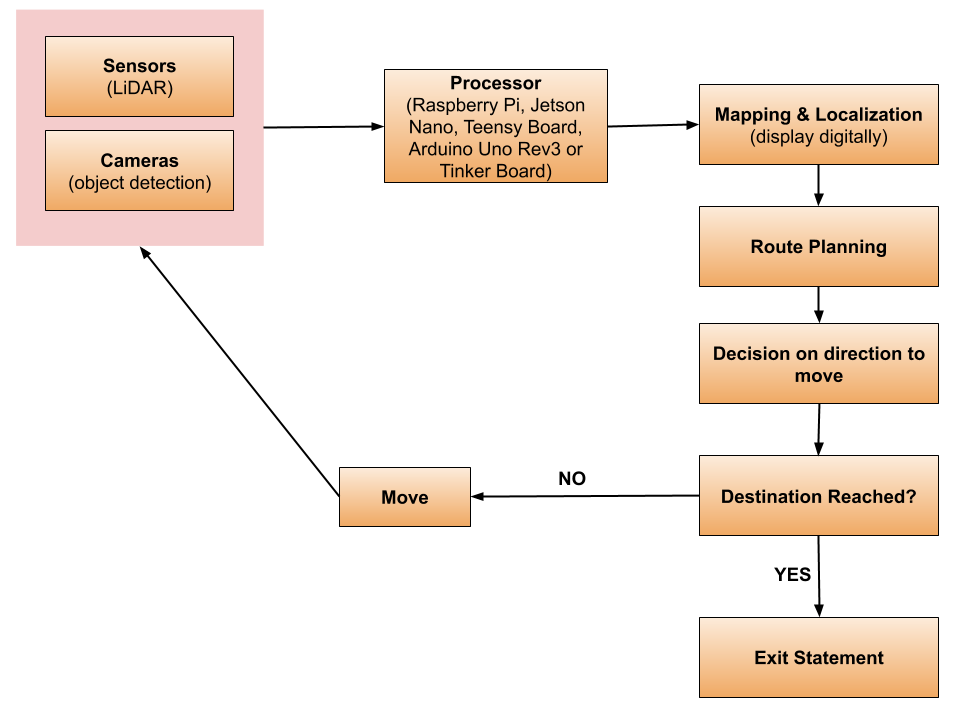 Sensors
(LiDAR)
Cameras
(object detection)
Processor
(Raspberry Pi, Jetson
Nano, Teensy Board,
Arduino Uno Rev3 or
Tinker Board)
Mapping & Localization
(display digitally)
Route Planning
Decision on direction to
move
Destination Reached?
NO
Move
YES
Exit Statement